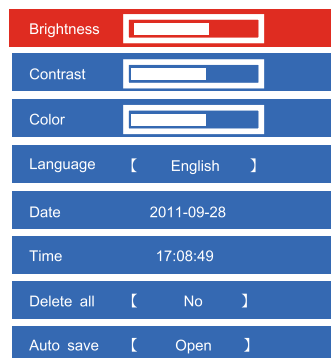 Brightness
Contrast
Color
Language 【 English 】
Date 2011-09-28
Time 17:08:49
Delete all 【 No 】
Auto save 【 Open 】